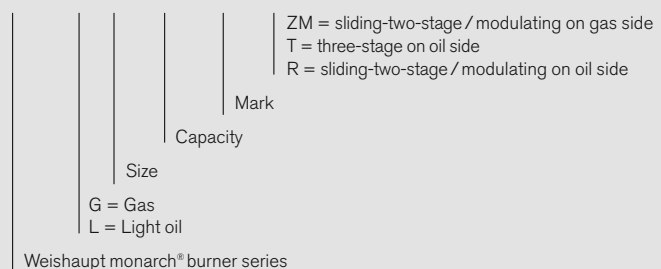 ZM = sliding-two-stage / modulating on gas side
T = three-stage on oil side
R = sliding-two-stage / modulating on oil side
Mark
Capacity
Size
G = Gas
L = Light oil
Weishaupt monarch® burner series